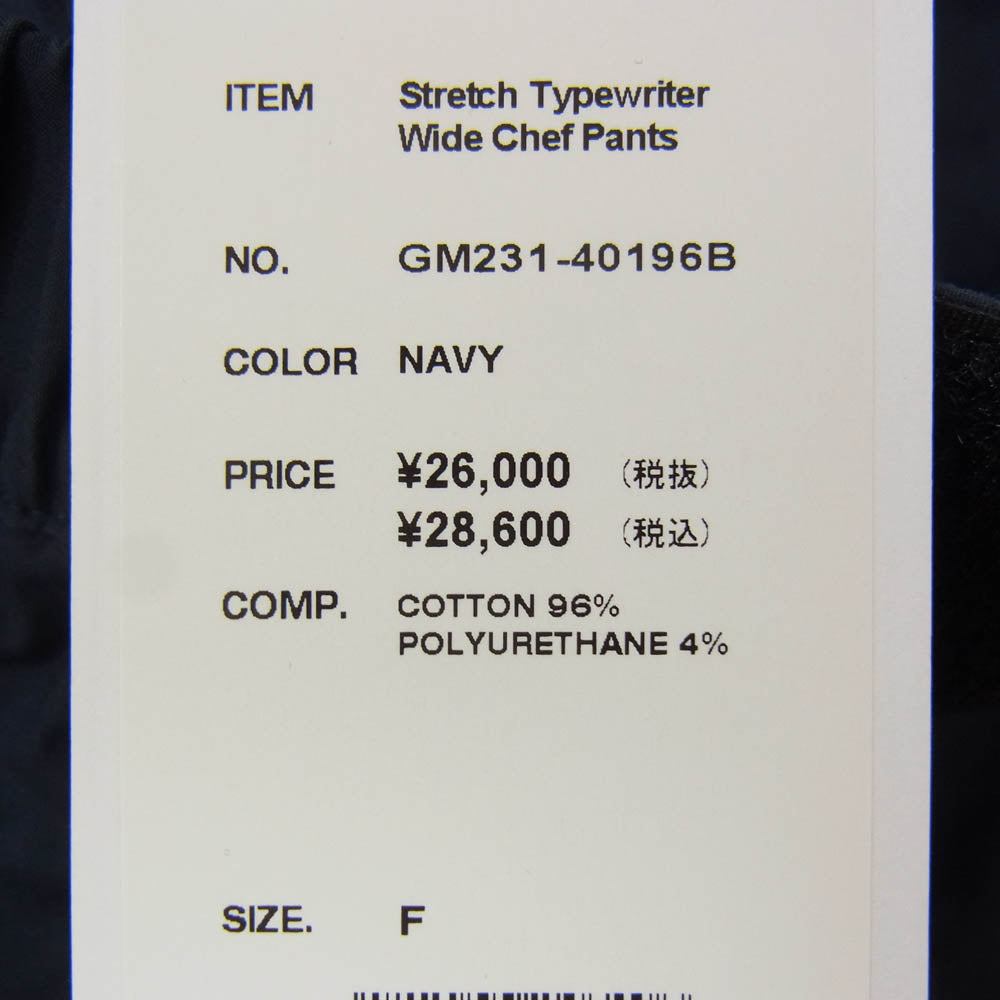 ITEM Stretch Typewriter
Wide Chef Pants
NO. GM231-40196B
COLOR NAVY
PRICE ¥26,000 (税抜)
¥28,600 (税込)
COMP. COTTON 96%
POLYURETHANE 4%
SIZE. F